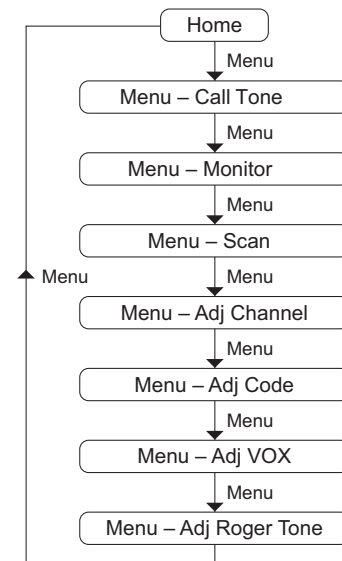 Home
Menu
Menu – Call Tone
Menu
Menu – Monitor
Menu
Menu – Scan
Menu
Menu
Menu – Adj Channel
Menu
Menu – Adj Code
Menu
Menu – Adj VOX
Menu
Menu – Adj Roger Tone